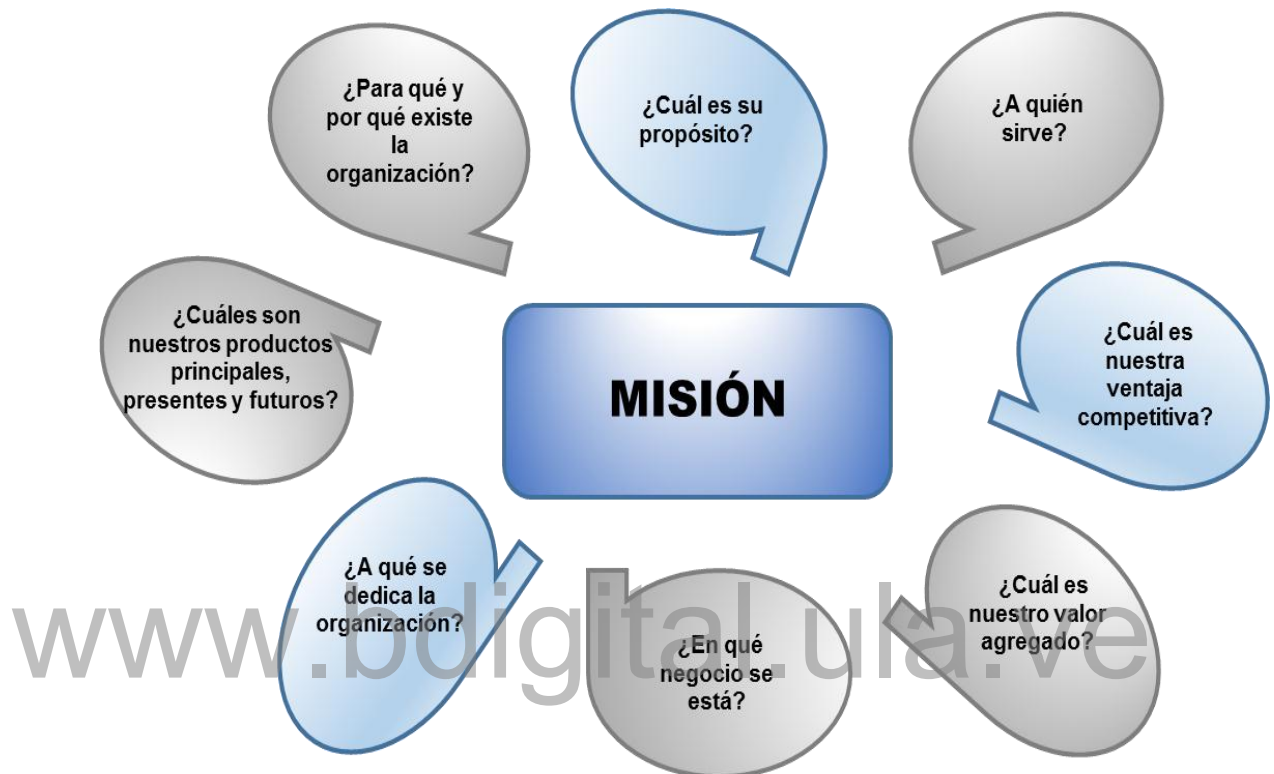 ¿Para qué y
por qué existe
la
organización?
¿Cuál es su
propósito?
¿A quién
sirve?
¿Cuáles son
nuestros productos
principales,
presentes y futuros?
MISIÓN
¿Cuál es
nuestra
ventaja
competitiva?
¿A qué se
dedica la
organización?
¿En qué
negocio se
está?
¿Cuál es
nuestro valor
agregado?
www.bdigital.ula.ve